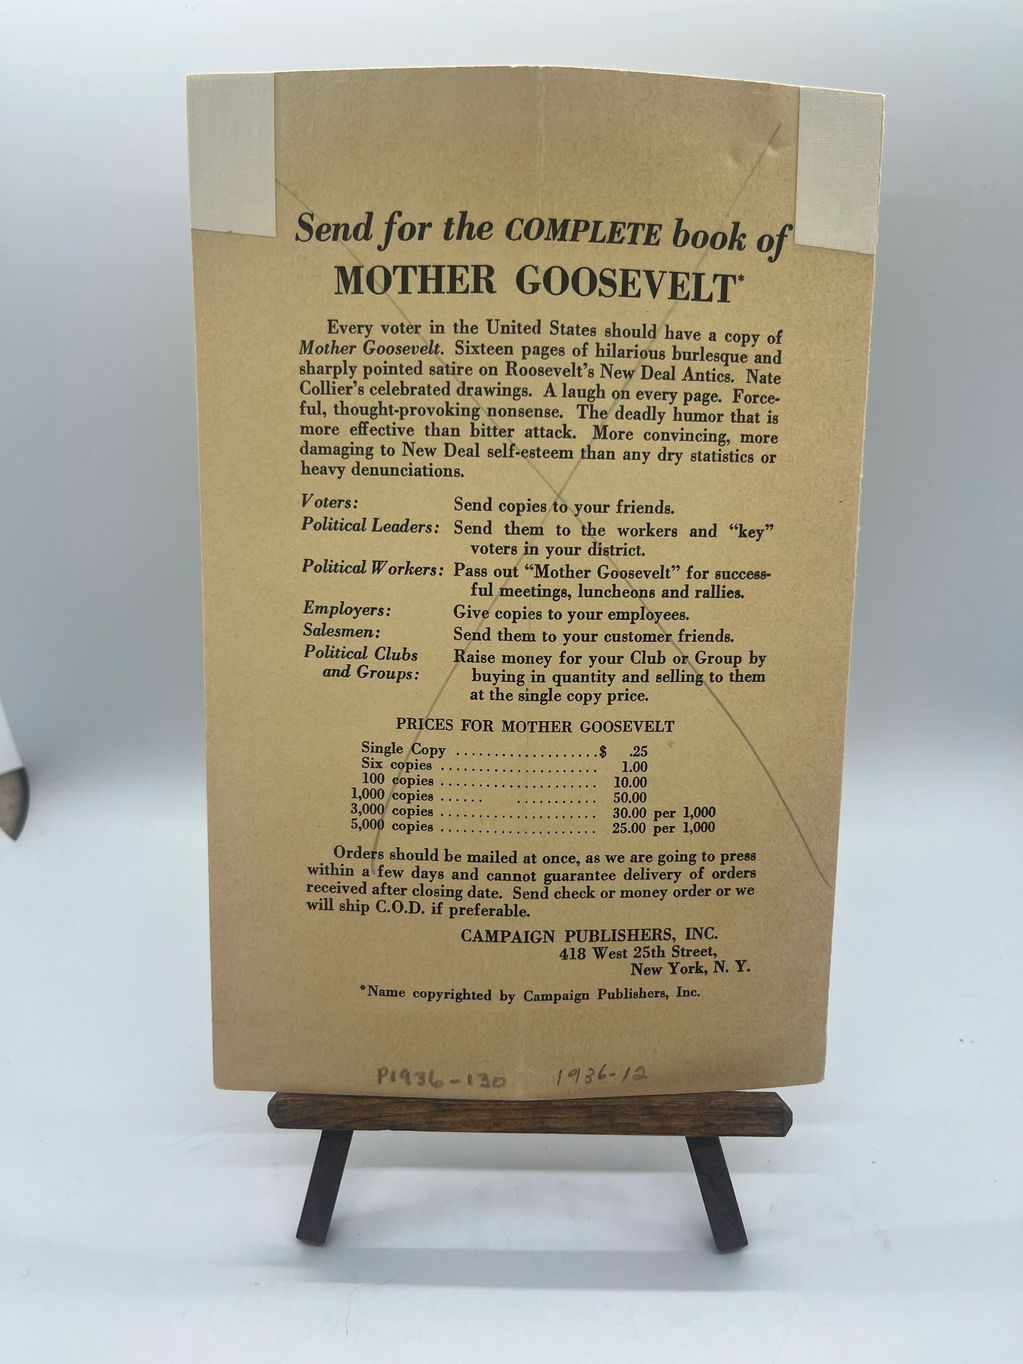 Send for the COMPLETE book of
MOTHER GOOSEVELT*
Every voter in the United States should have a copy of
Mother Goosevelt. Sixteen pages of hilarious burlesque and
sharply pointed satire on Roosevelt's New Deal Antics. Nate
Collier's celebrated drawings. A laugh on every page. Force-
ful, thought-provoking nonsense. The deadly humor that is
more effective than bitter attack. More convincing, more
damaging to New Deal self-esteem than any dry statistics or
heavy denunciations.
Voters: Send copies to your friends.
Political Leaders: Send them to the workers and "key"
voters in your district.
Political Workers: Pass out "Mother Goosevelt" for success-
ful meetings, luncheons and rallies.
Employers: Give copies to your employees.
Salesmen: Send them to your customer friends.
Political Clubs Raise money for your Club or Group by
and Groups: buying in quantity and selling to them
at the single copy price.
PRICES FOR MOTHER GOOSEVELT
Single Copy ...................$ .25
Six copies ..................... 1.00
100 copies ..................... 10.00
1,000 copies ...... ........... 50.00
3,000 copies ..................... 30.00 per 1,000
5,000 copies ..................... 25.00 per 1,000
Orders should be mailed at once, as we are going to press
within a few days and cannot guarantee delivery of orders
received after closing date. Send check or money order or we
will ship C.O.D. if preferable.
CAMPAIGN PUBLISHERS, INC.
418 West 25th Street,
New York, N. Y.
*Name copyrighted by Campaign Publishers, Inc.
P1936-130 1936-12